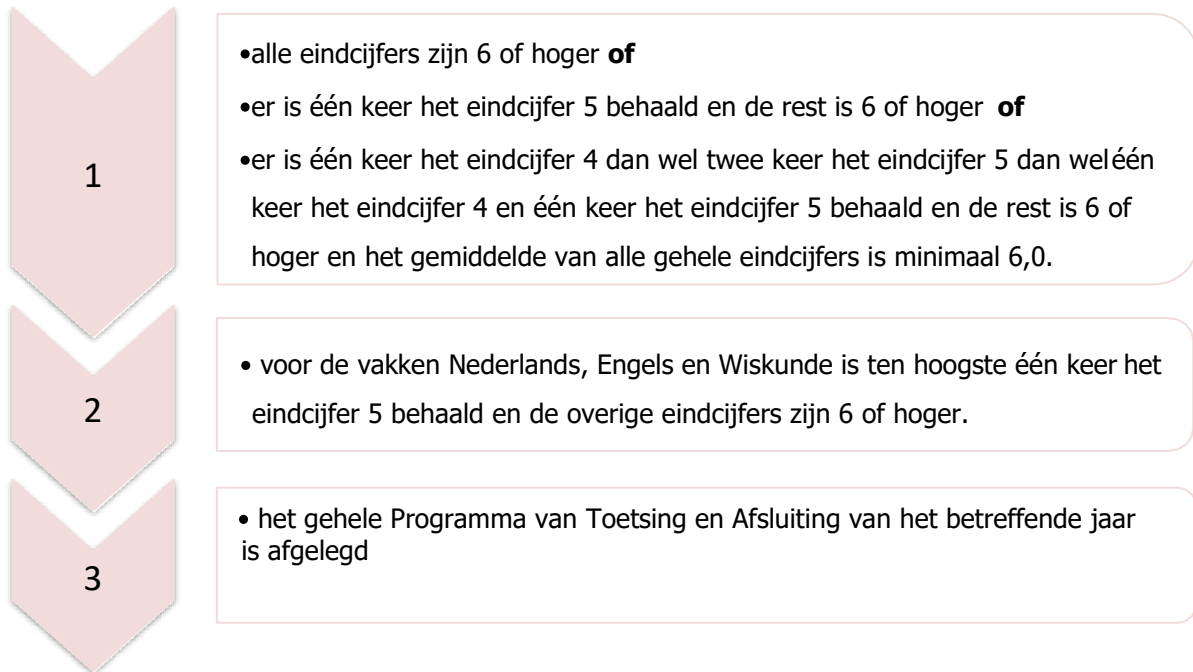 1
•alle eindcijfers zijn 6 of hoger of
•er is één keer het eindcijfer 5 behaald en de rest is 6 of hoger of
•er is één keer het eindcijfer 4 dan wel twee keer het eindcijfer 5 dan wel één
keer het eindcijfer 4 en één keer het eindcijfer 5 behaald en de rest is 6 of
hoger en het gemiddelde van alle gehele eindcijfers is minimaal 6,0.
2
• voor de vakken Nederlands, Engels en Wiskunde is ten hoogste één keer het
eindcijfer 5 behaald en de overige eindcijfers zijn 6 of hoger.
3
• het gehele Programma van Toetsing en Afsluiting van het betreffende jaar
is afgelegd